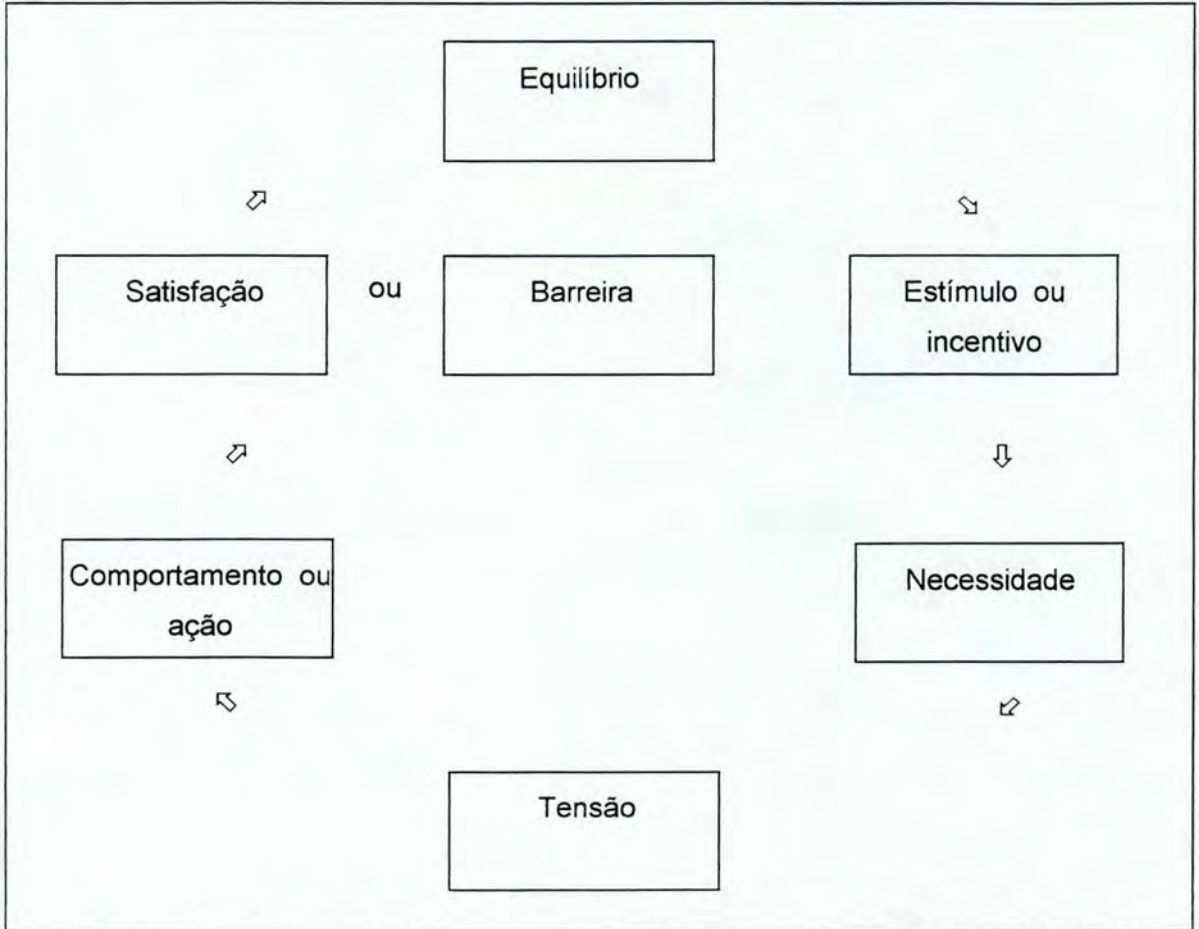 Equilíbrio
Satisfação
ou
Barreira
Estímulo ou
incentivo
Comportamento ou
ação
Necessidade
Tensão